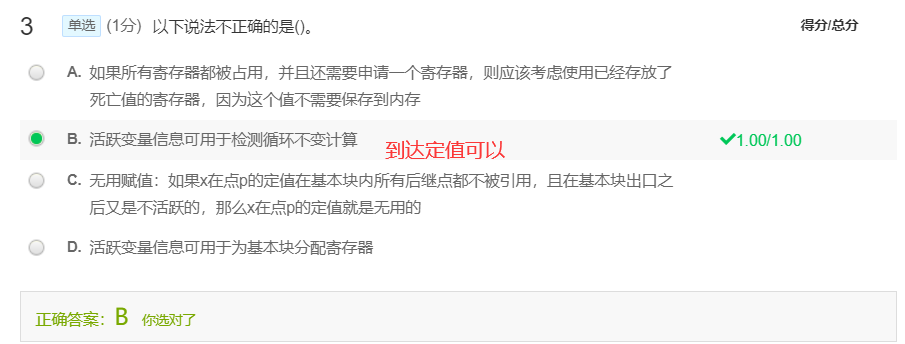 3 单选 (1分) 以下说法不正确的是()。 得分/总分
A. 如果所有寄存器都被占用，并且还需要申请一个寄存器，则应该考虑使用已经存放了
死亡值的寄存器，因为这个值不需要保存到内存
B. 活跃变量信息可用于检测循环不变计算 到达定值可以 1.00/1.00
C. 无用赋值：如果x在点p的定值在基本块内所有后继点都不被引用，且在基本块出口之
后又是不活跃的，那么x在点p的定值就是无用的
D. 活跃变量信息可用于为基本块分配寄存器
正确答案：B 你选对了